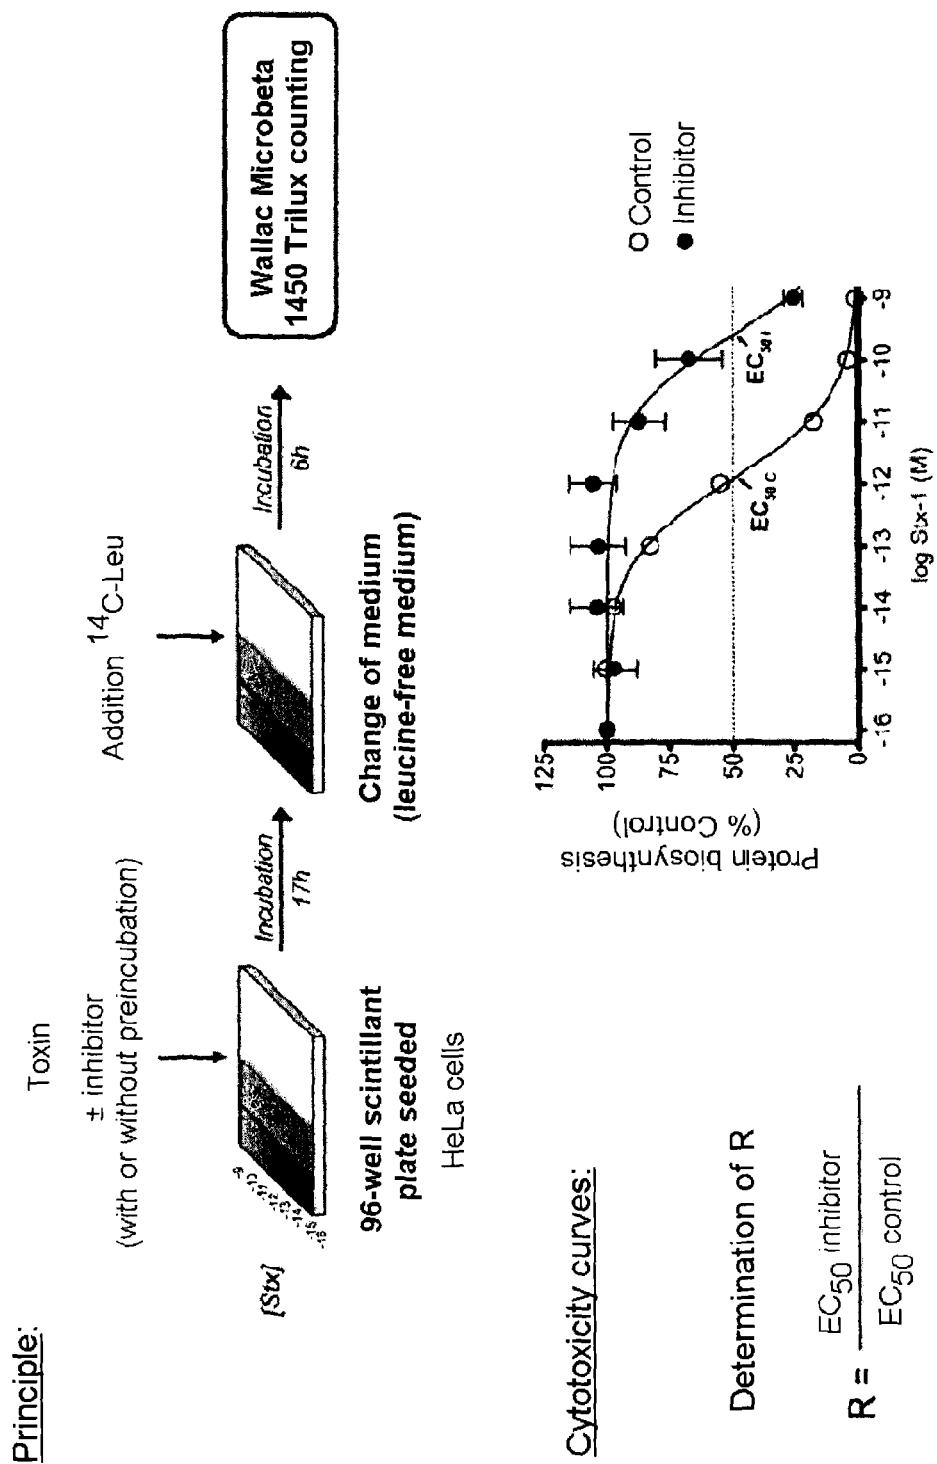 Principle:
Toxin
± inhibitor
(with or without preincubation)
Addition ¹⁴C-Leu
[Stx]
-9
-10
-11
-12
-13
-14
-15
-16
Incubation
17h
Incubation
6h
Wallac Microbeta
1450 Trilux counting
96-well scintillant
plate seeded
HeLa cells
Change of medium
(leucine-free medium)
Cytotoxicity curves:
Determination of R
R = EC₅₀ inhibitor
EC₅₀ control
Protein biosynthesis
(% Control)
125
100
75
50
25
0
-16
-15
-14
-13
-12
-11
-10
-9
log Stx-1 (M)
EC₅₀ C
EC₅₀ I
Control
Inhibitor